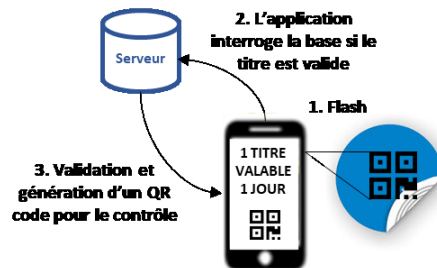 2. L’application
interroge la base si le
titre est valide
Serveur
1. Flash
1 TITRE
VALABLE
1 JOUR
3. Validation et
génération d’un QR
code pour le contrôle